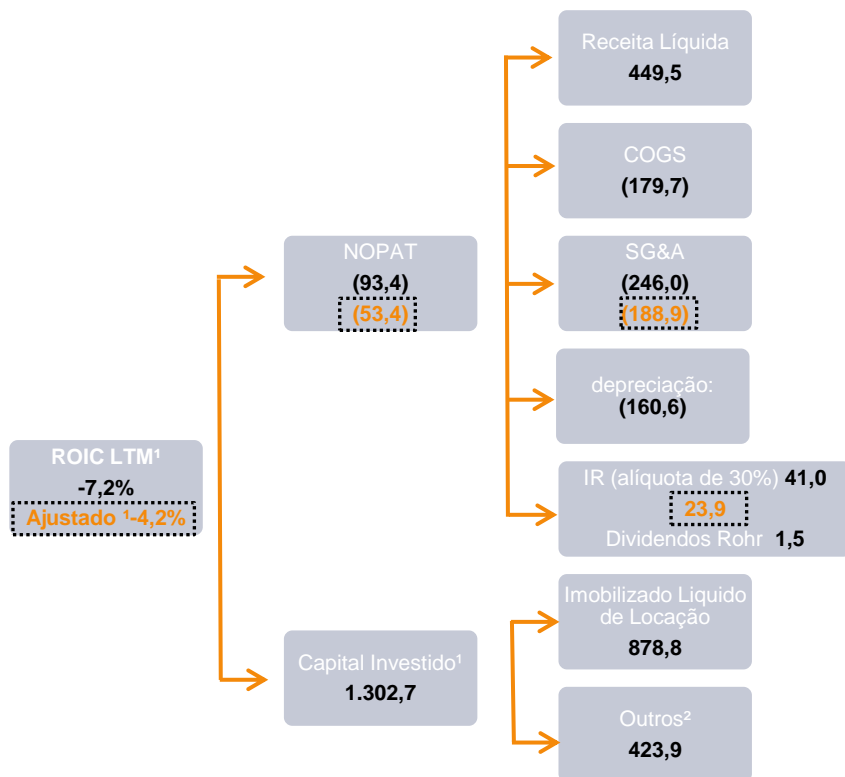 Receita Líquida
449,5
COGS
(179,7)
NOPAT
(93,4)
(53,4)
SG&A
(246,0)
(188,9)
depreciação:
(160,6)
ROIC LTM¹
-7,2%
Ajustado ¹-4,2%
IR (alíquota de 30%) 41,0
23,9
Dividendos Rohr 1,5
Capital Investido¹
1.302,7
Imobilizado Liquido
de Locação
878,8
Outros²
423,9